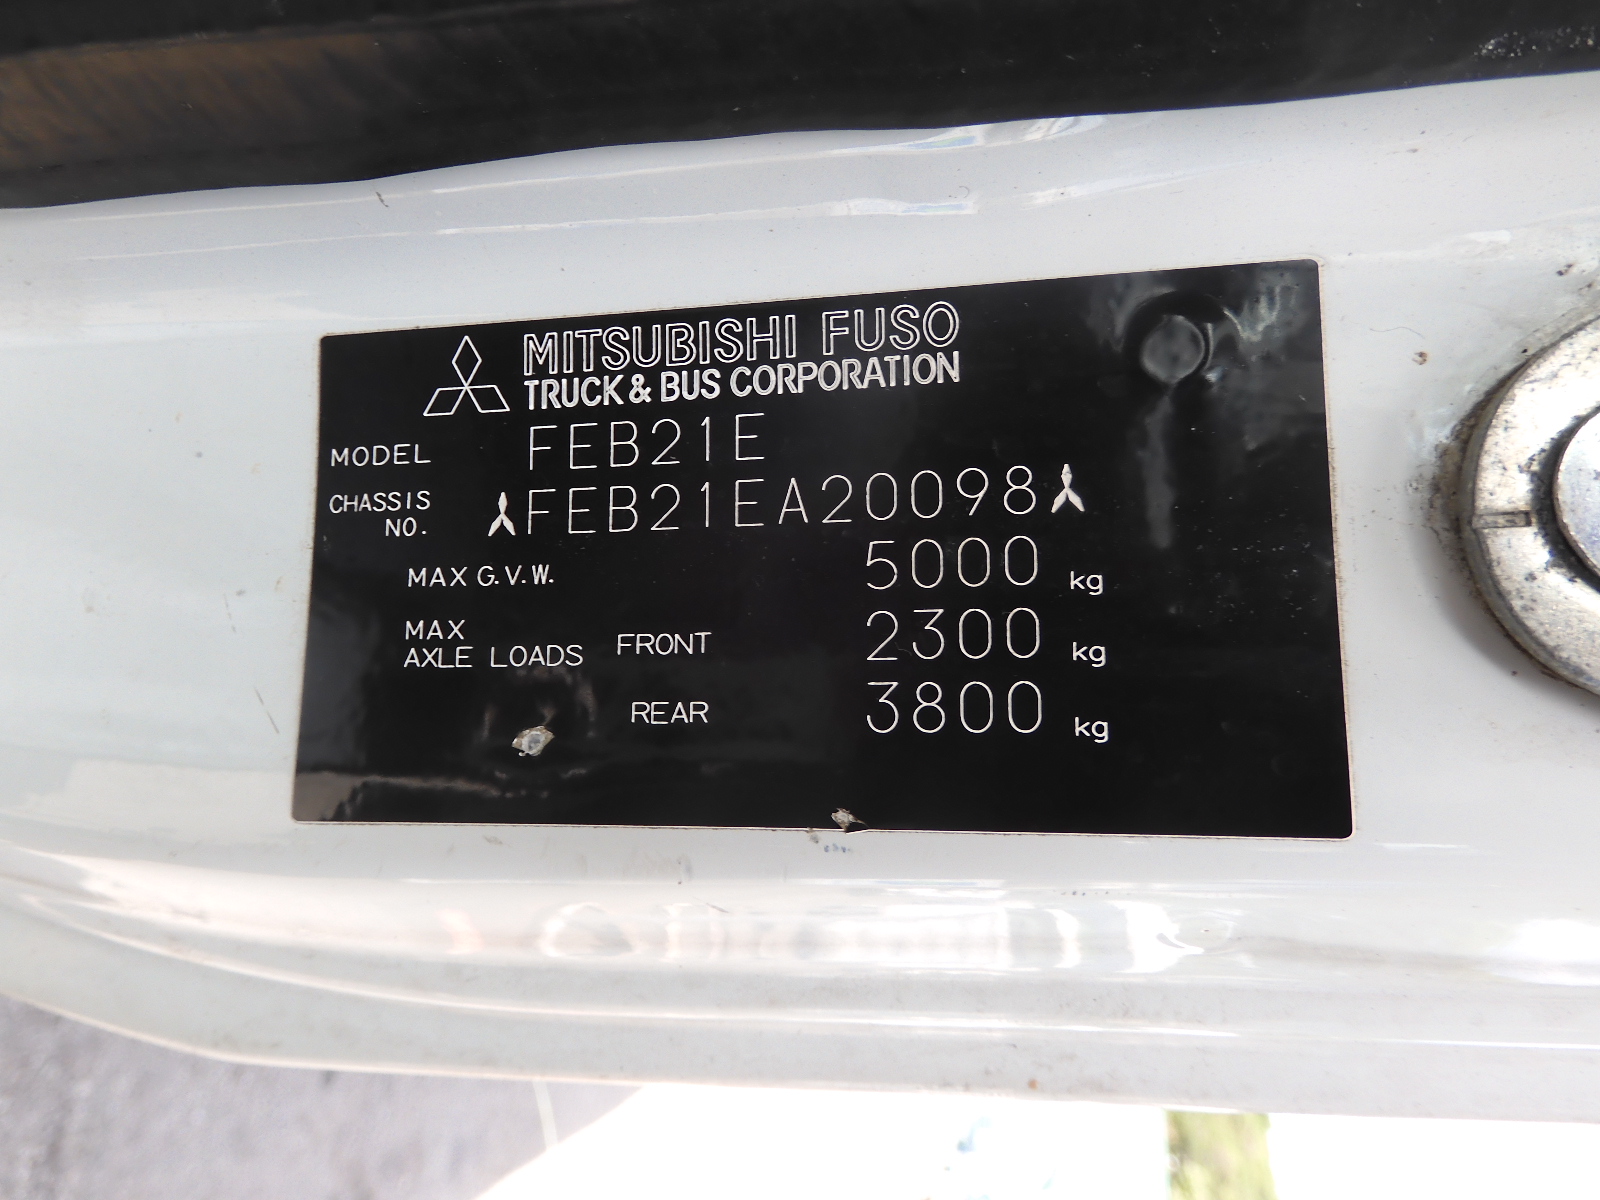 MITSUBISHI FUSO
TRUCK & BUS CORPORATION
MODEL FEB21E
CHASSIS NO. FEB21EA20098
MAX G.V.W. 5000 kg
MAX AXLE LOADS FRONT 2300 kg
REAR 3800 kg